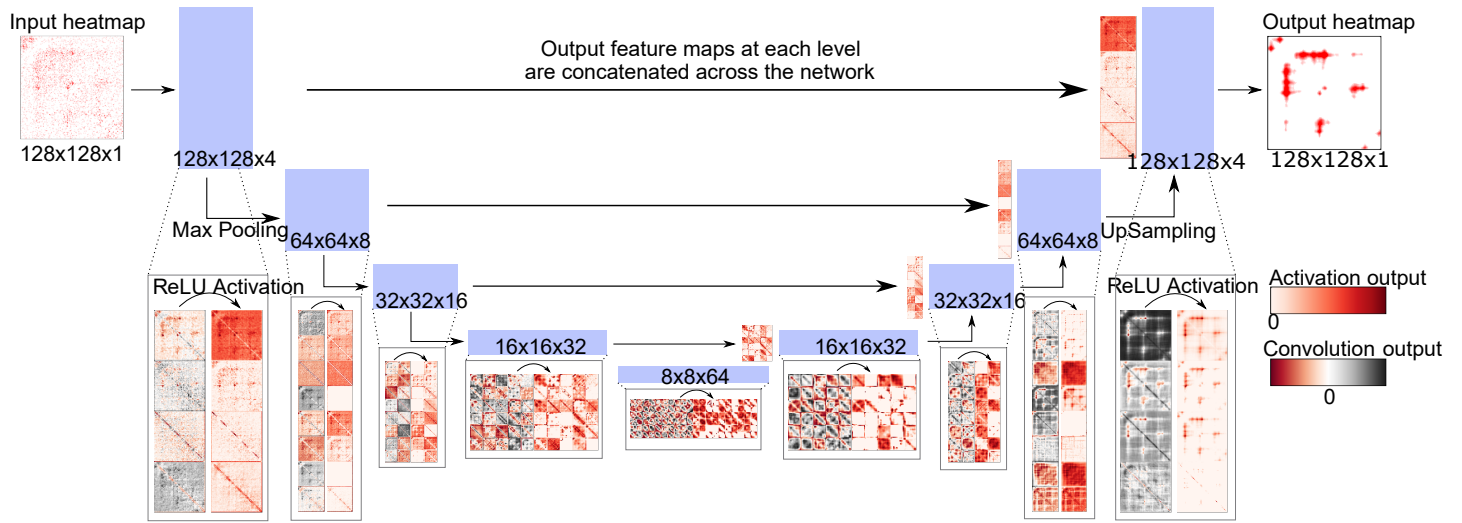 Input heatmap
128x128x1
128x128x4
Max Pooling
64x64x8
32x32x16
16x16x32
8x8x64
16x16x32
32x32x16
64x64x8
UpSampling
128x128x4
Output heatmap
128x128x1
Output feature maps at each level
are concatenated across the network
ReLU Activation
ReLU Activation
Activation output
0
Convolution output
0